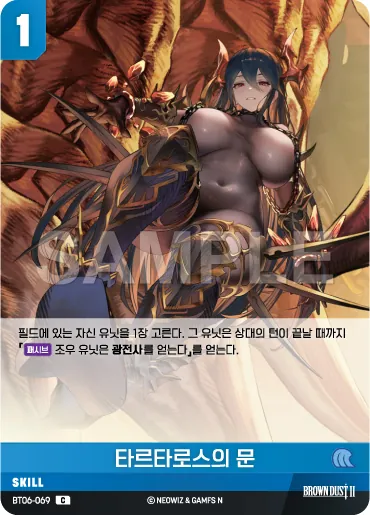 1
SAMPLE
필드에 있는 자신 유닛을 1장 고른다. 그 유닛은 상대의 턴이 끝날 때까지
『패시브 조우 유닛은 광전사를 얻는다』를 얻는다.
타르타로스의 문
SKILL
BT06-069 C
© NEOWIZ & GAMFS N
BROWN DUST II